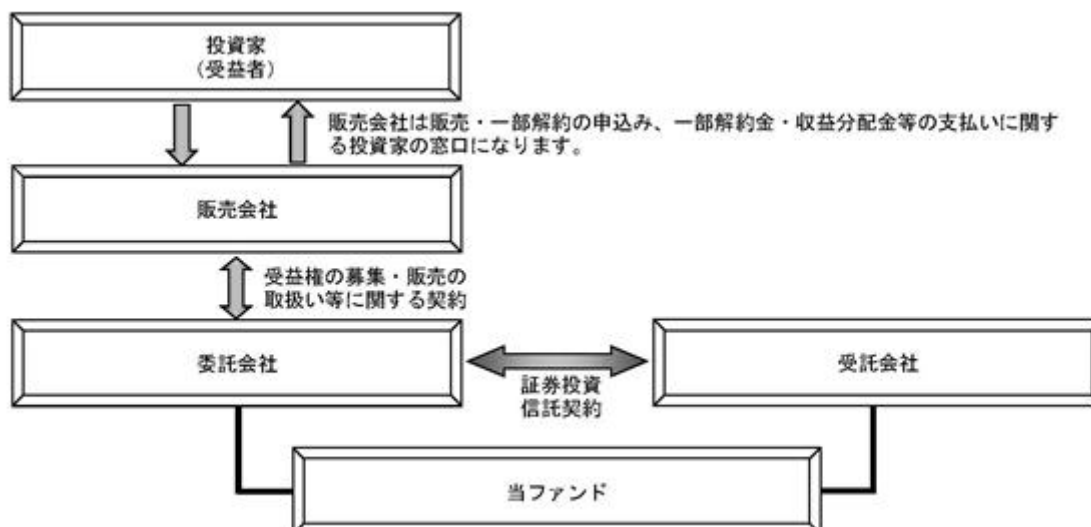 投資家
（受益者）
販売会社は販売・一部解約の申込み、一部解約金・収益分配金等の支払いに関す
る投資家の窓口になります。
販売会社
受益権の募集・販売の
取扱い等に関する契約
委託会社
証券投資
信託契約
受託会社
当ファンド